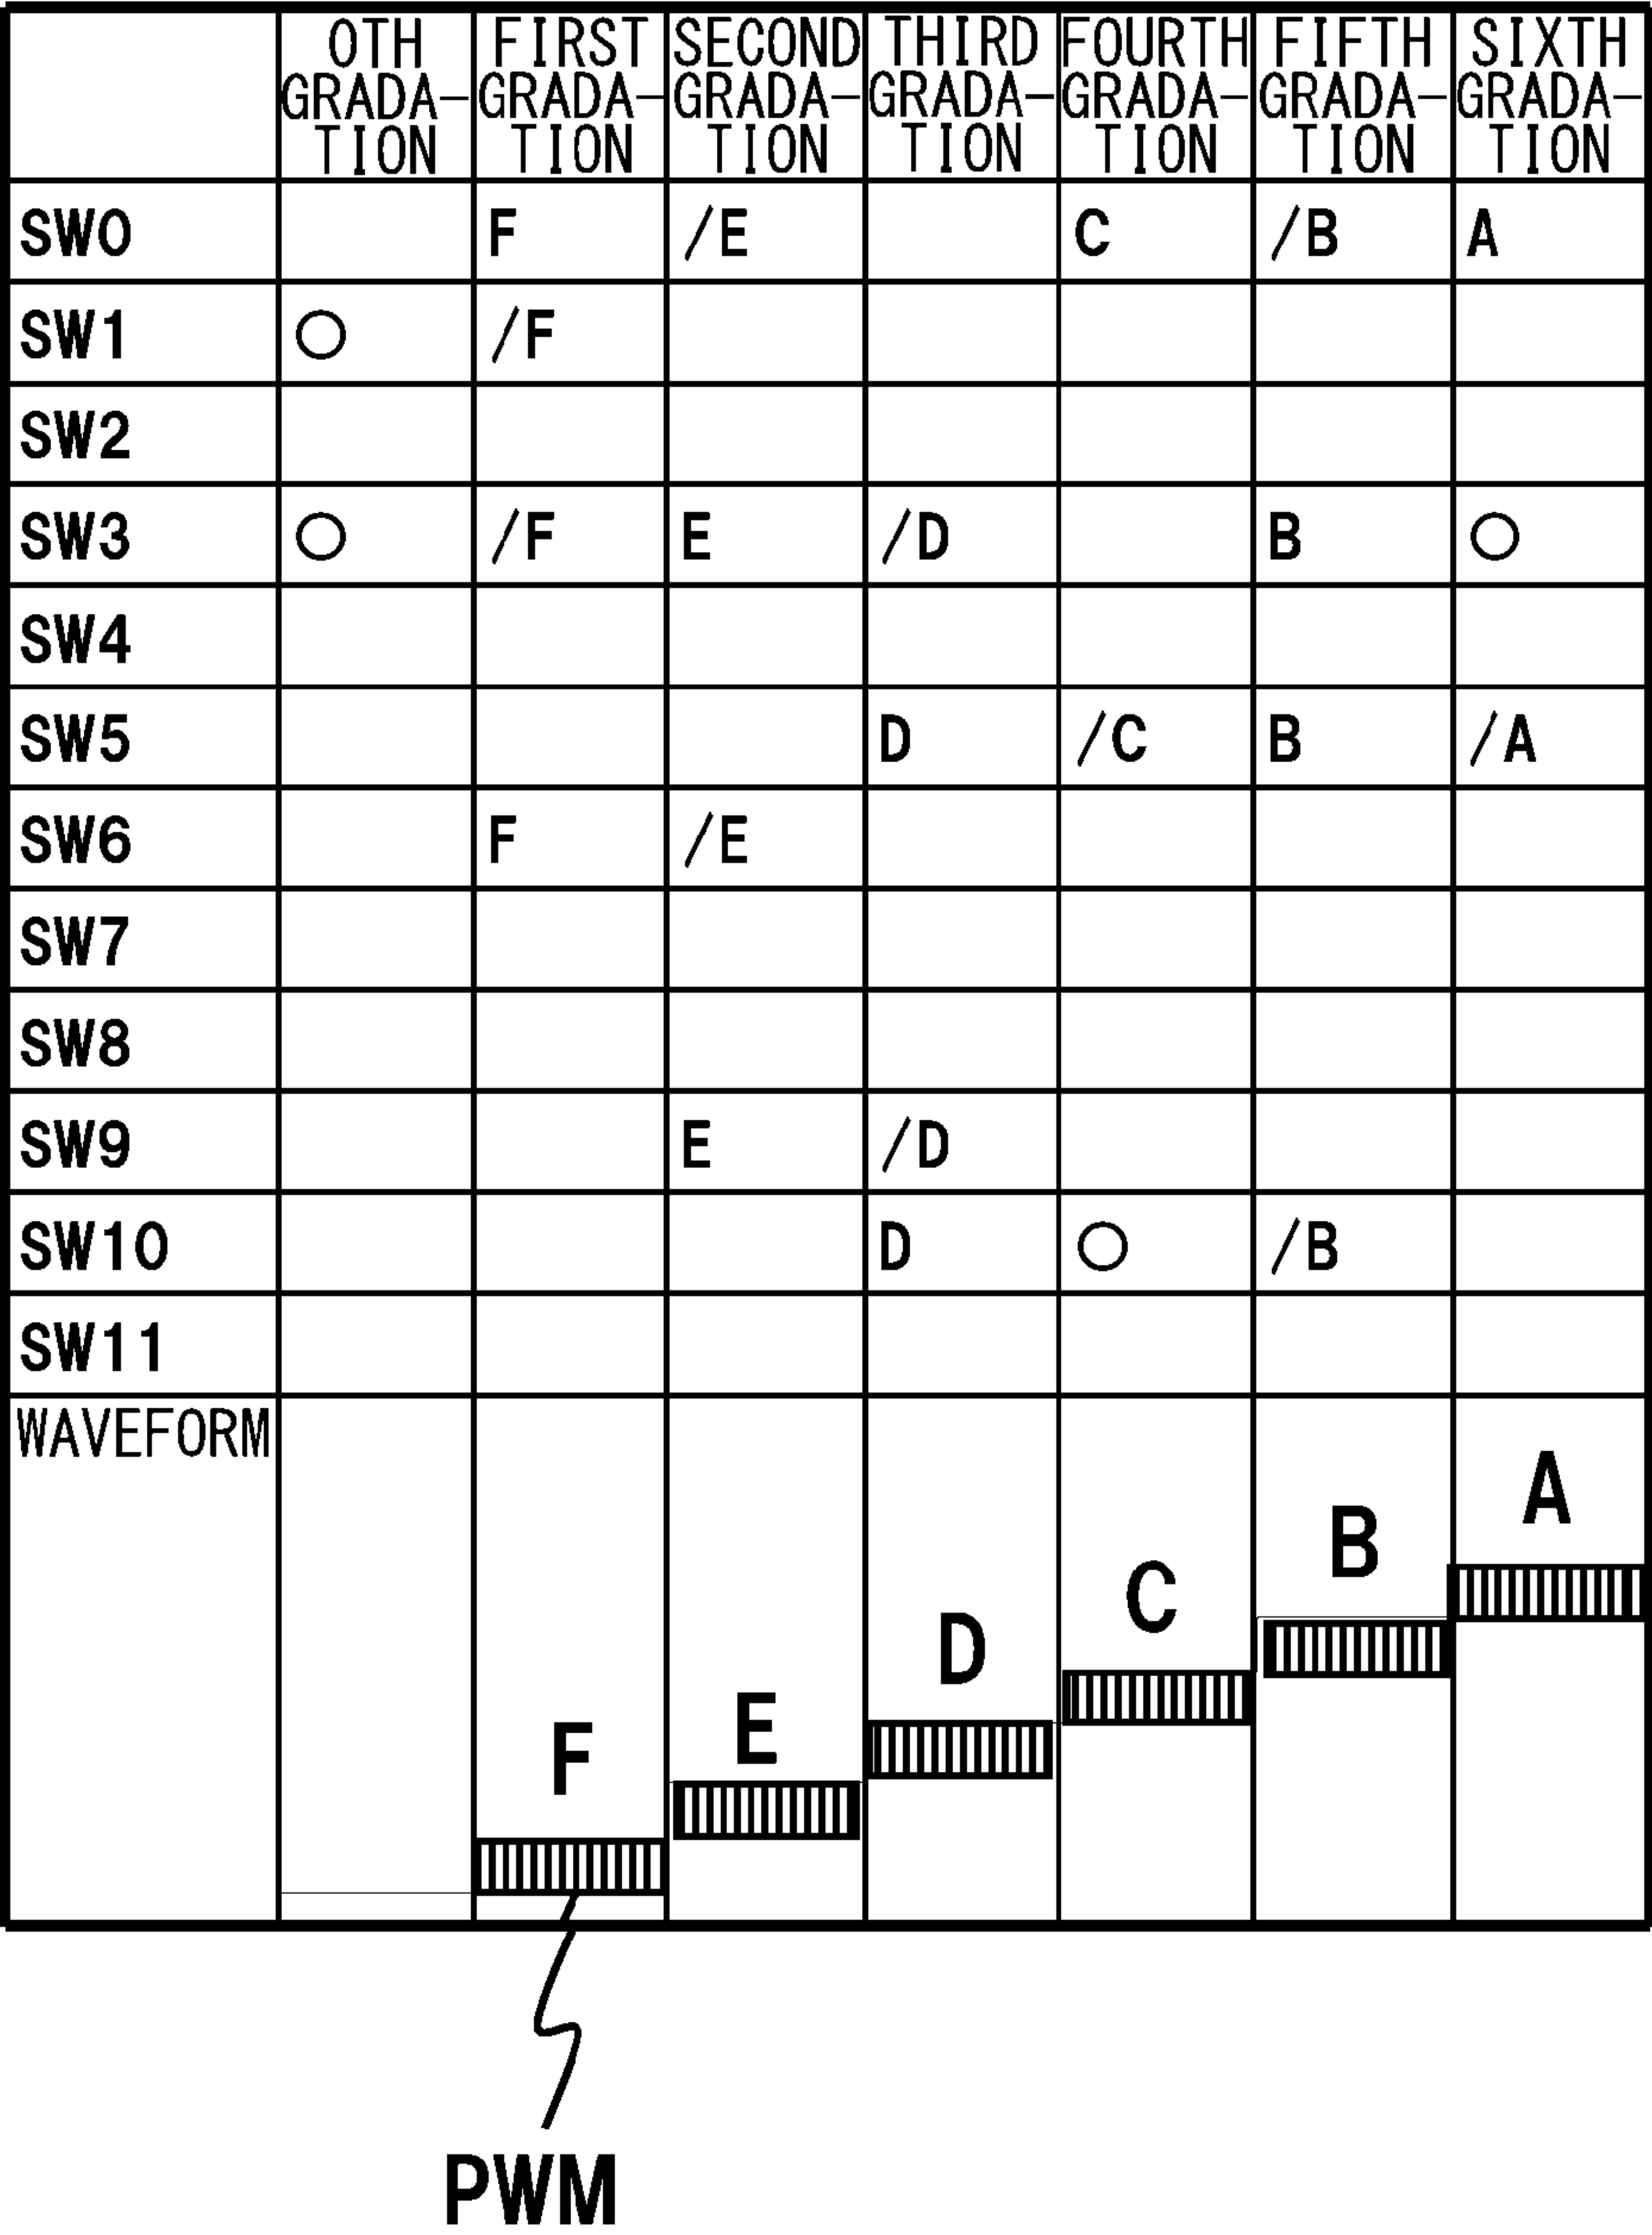 0TH FIRST SECOND THIRD FOURTH FIFTH SIXTH
GRADA- GRADA- GRADA- GRADA- GRADA- GRADA- GRADA-
TION TION TION TION TION TION TION
SW0 F /E C /B A
SW1 ○ /F
SW2
SW3 ○ /F E /D B ○
SW4
SW5 D /C B /A
SW6 F /E
SW7
SW8
SW9 E /D
SW10 D ○ /B
SW11
WAVEFORM
A
B
C
D
E
F
PWM